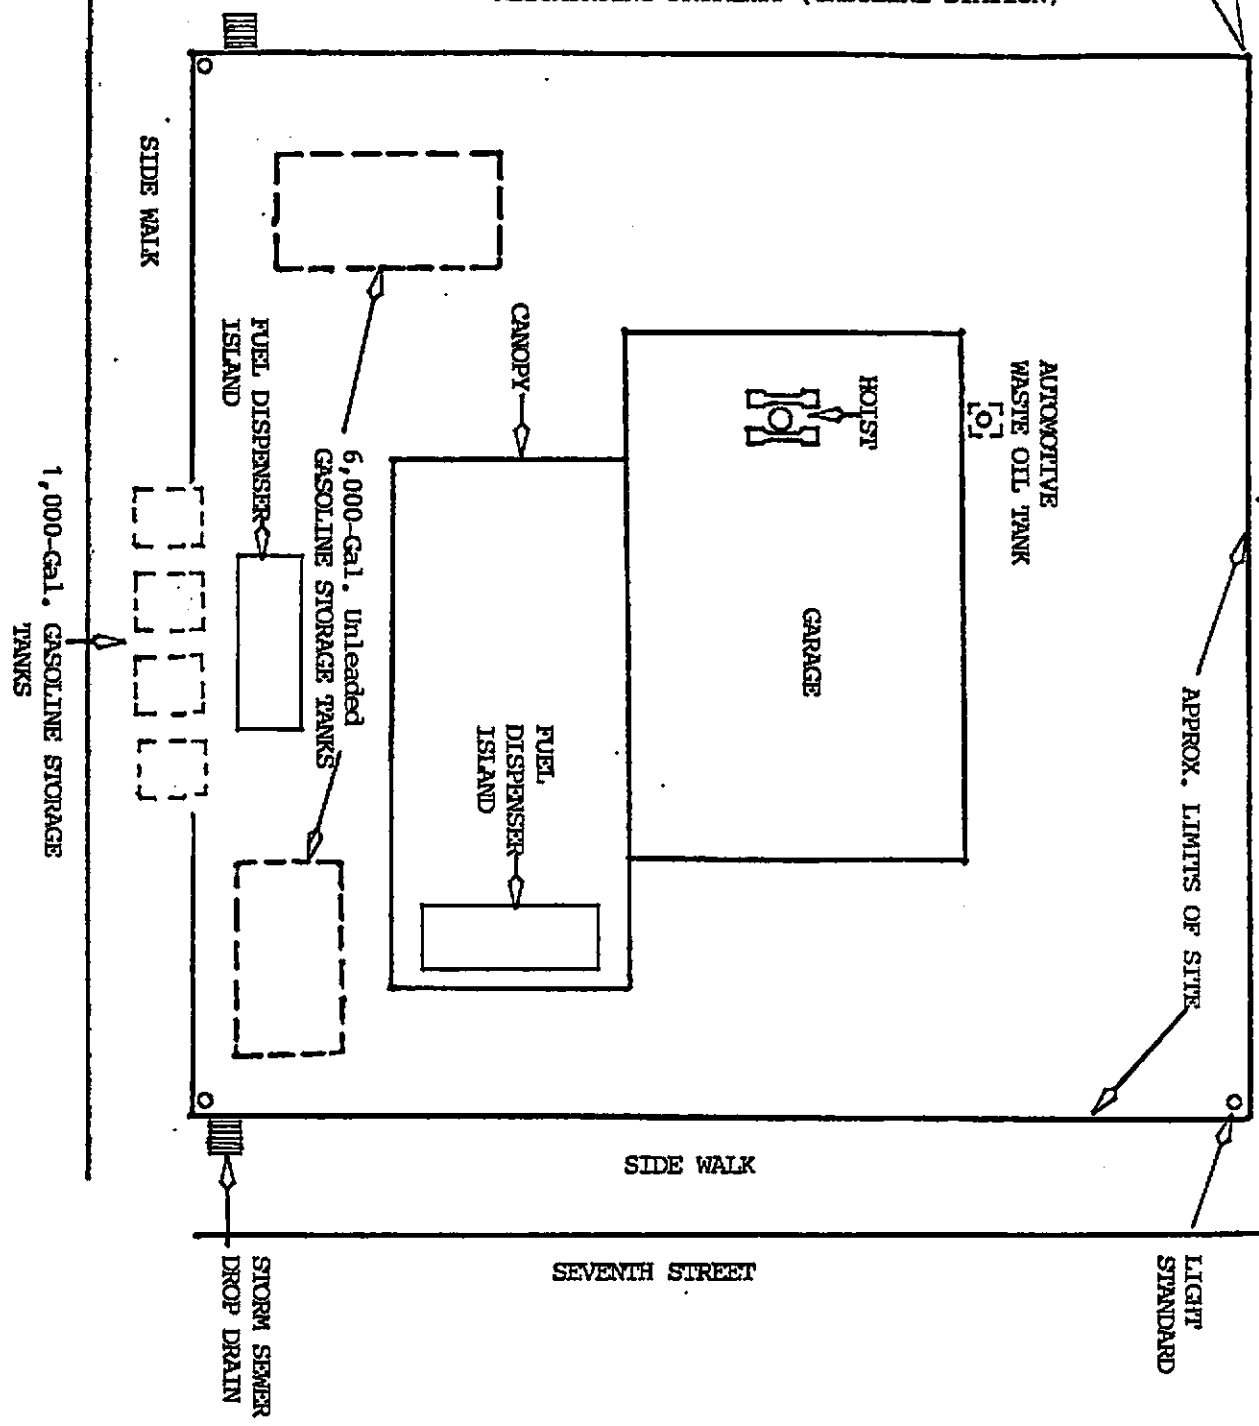 (GASOLINE STATION)
SIDE WALK
FUEL DISPENSER
ISLAND
1,000-Gal. GASOLINE STORAGE
TANKS
6,000-Gal. Unleaded
GASOLINE STORAGE TANKS
CANOPY
HOIST
AUTOMOTIVE
WASTE OIL TANK
GARAGE
FUEL
DISPENSER
ISLAND
APPROX. LIMITS OF SITE
SIDE WALK
SEVENTH STREET
STORM SEWER
DROP DRAIN
LIGHT
STANDARD